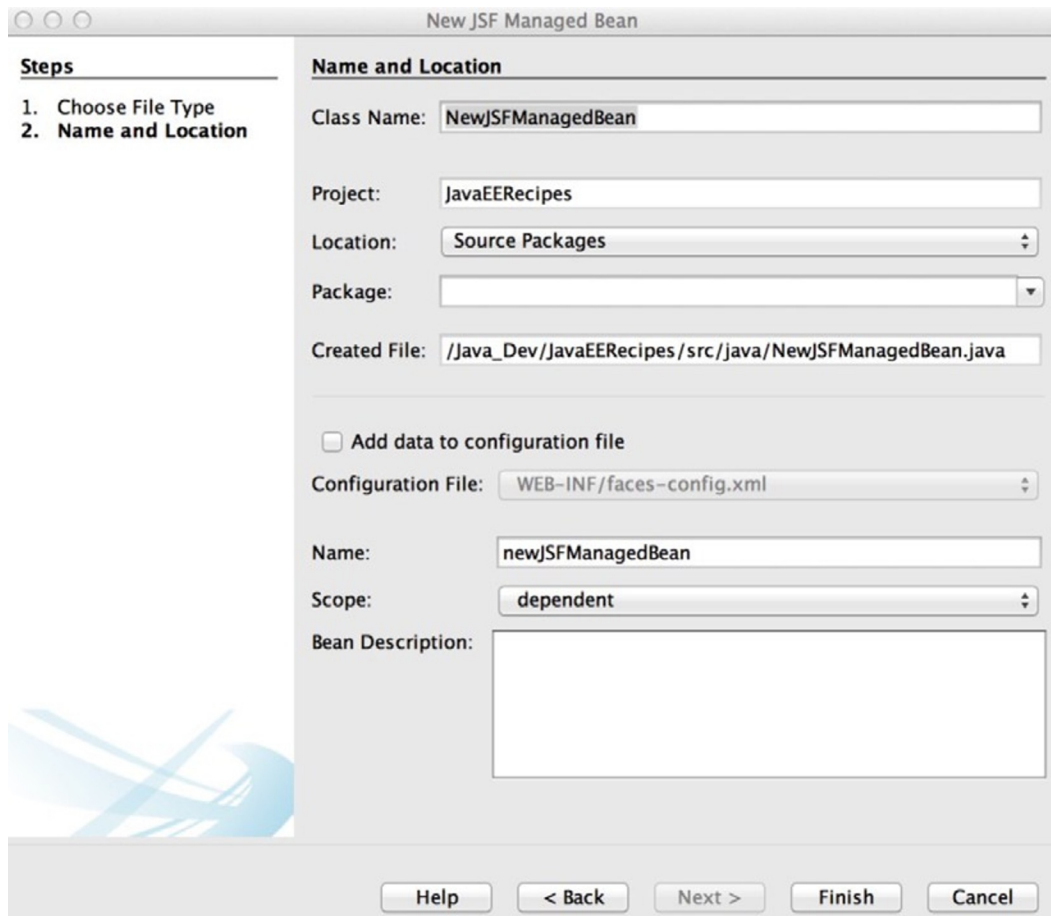 New JSF Managed Bean
Steps
1. Choose File Type
2. Name and Location
Name and Location
Class Name: NewJSFManagedBean
Project: JavaEERecipes
Location: Source Packages
Package:
Created File: /Java_Dev/JavaEERecipes/src/java/NewJSFManagedBean.java
Add data to configuration file
Configuration File: WEB-INF/faces-config.xml
Name: newJSFManagedBean
Scope: dependent
Bean Description:
Help < Back Next > Finish Cancel